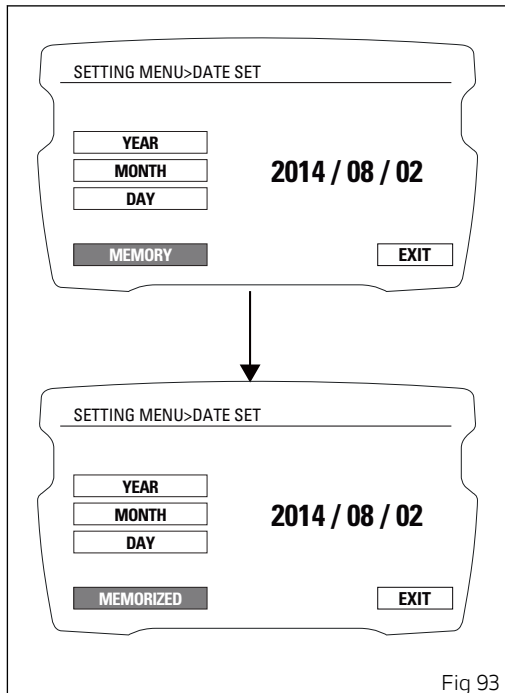 SETTING MENU>DATE SET
YEAR
MONTH
2014 / 08 / 02
DAY
MEMORY
EXIT
SETTING MENU>DATE SET
YEAR
MONTH
2014 / 08 / 02
DAY
MEMORIZED
EXIT
Fig 93